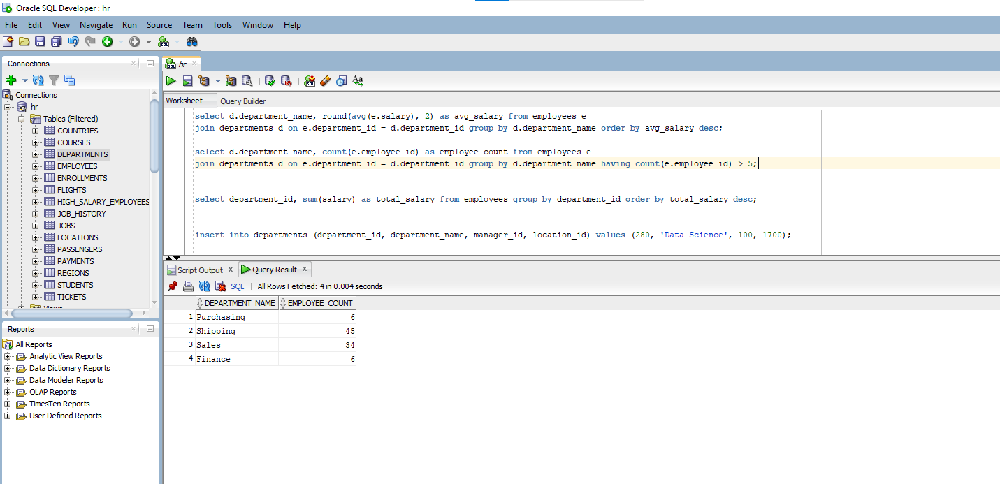 Oracle SQL Developer : hr
File Edit View Navigate Run Source Team Tools Window Help
Connections
Connections
hr
Tables (Filtered)
COUNTRIES
COURSES
DEPARTMENTS
EMPLOYEES
ENROLLMENTS
FLIGHTS
HIGH_SALARY_EMPLOYEES
JOB_HISTORY
JOBS
LOCATIONS
PASSENGERS
PAYMENTS
REGIONS
STUDENTS
TICKETS
Views
Reports
All Reports
Analytic View Reports
Data Dictionary Reports
Data Modeler Reports
OLAP Reports
TimesTen Reports
User Defined Reports
hr
Worksheet Query Builder
select d.department_name, round(avg(e.salary), 2) as avg_salary from employees e
join departments d on e.department_id = d.department_id group by d.department_name order by avg_salary desc;
select d.department_name, count(e.employee_id) as employee_count from employees e
join departments d on e.department_id = d.department_id group by d.department_name having count(e.employee_id) > 5;
select department_id, sum(salary) as total_salary from employees group by department_id order by total_salary desc;
insert into departments (department_id, department_name, manager_id, location_id) values (280, 'Data Science', 100, 1700);
Script Output x Query Result x
SQL | All Rows Fetched: 4 in 0.004 seconds
DEPARTMENT_NAME EMPLOYEE_COUNT
1 Purchasing 6
2 Shipping 45
3 Sales 34
4 Finance 6